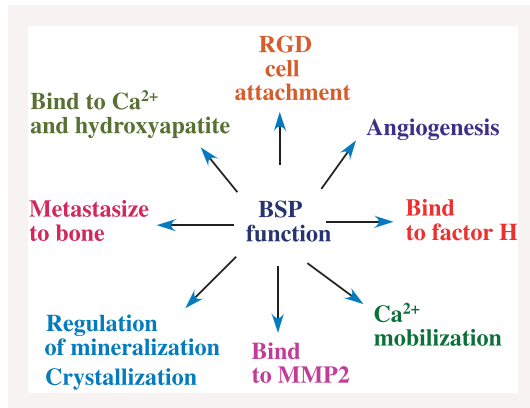 RGD
cell
attachment
Bind to Ca²⁺
and hydroxyapatite
Angiogenesis
Metastasize
to bone
BSP
function
Bind
to factor H
Regulation
of mineralization
Crystallization
Bind
to MMP2
Ca²⁺
mobilization